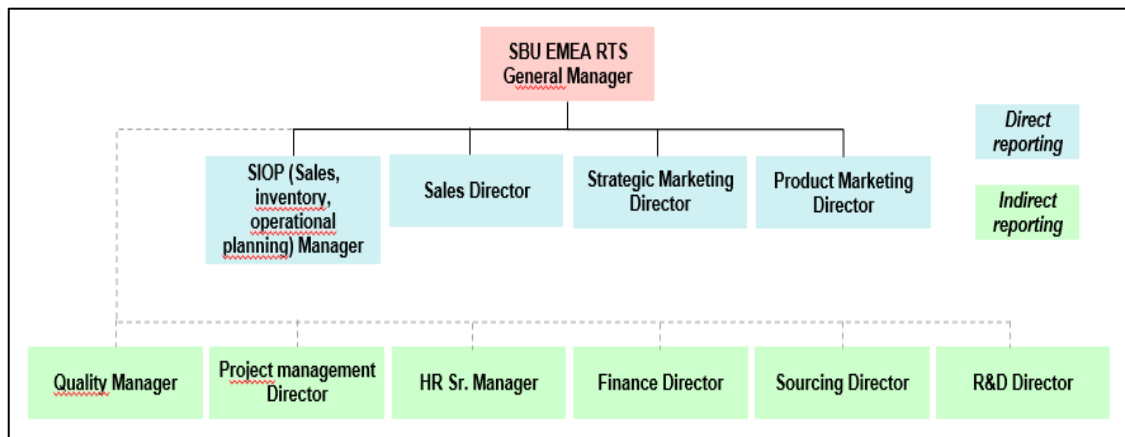 SBU EMEA RTS
General Manager
Direct
reporting
SIOP (Sales,
inventory,
operational
planning) Manager
Sales Director
Strategic Marketing
Director
Product Marketing
Director
Indirect
reporting
Quality Manager
Project management
Director
HR Sr. Manager
Finance Director
Sourcing Director
R&D Director